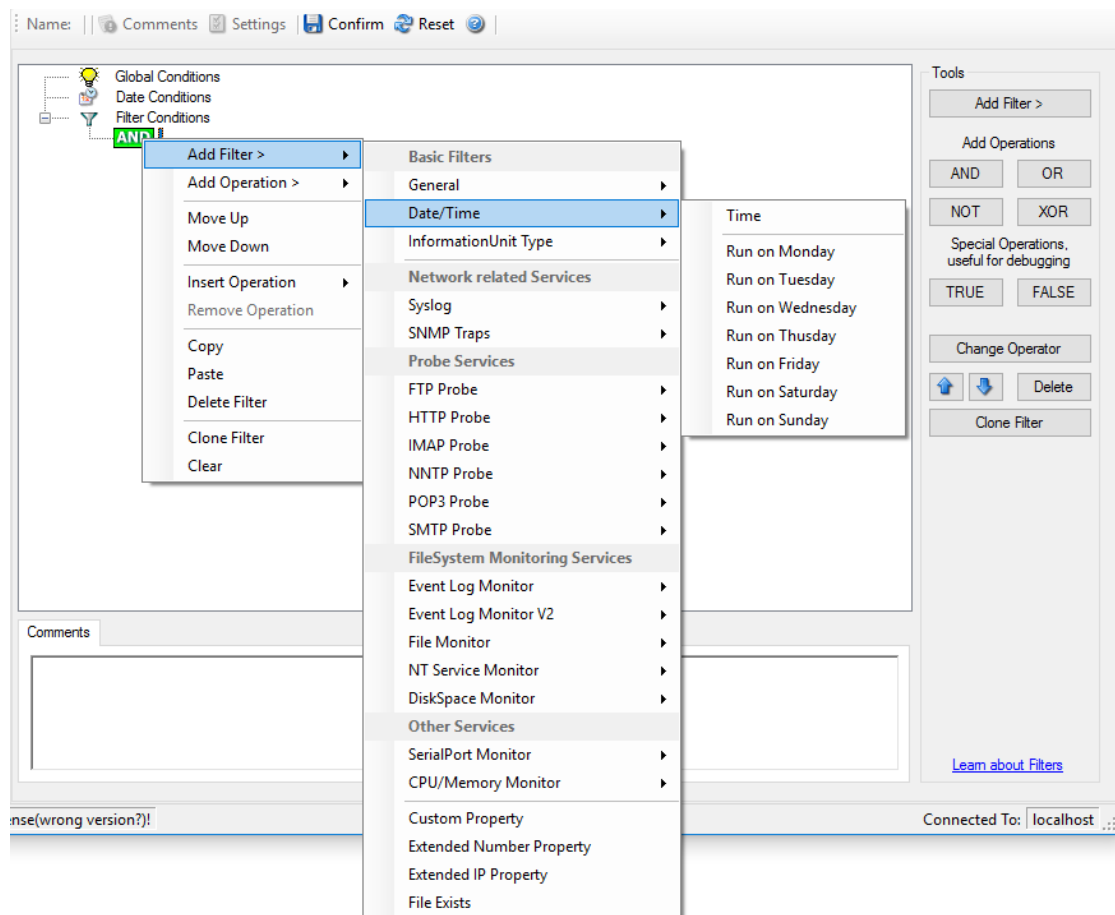 Name: Comments Settings Confirm Reset
Global Conditions
Date Conditions
Filter Conditions
AND
Add Filter >
Add Operation >
Move Up
Move Down
Insert Operation
Remove Operation
Copy
Paste
Delete Filter
Clone Filter
Clear
Basic Filters
General
Date/Time
InformationUnit Type
Network related Services
Syslog
SNMP Traps
Probe Services
FTP Probe
HTTP Probe
IMAP Probe
NNTP Probe
POP3 Probe
SMTP Probe
FileSystem Monitoring Services
Event Log Monitor
Event Log Monitor V2
File Monitor
NT Service Monitor
DiskSpace Monitor
Other Services
SerialPort Monitor
CPU/Memory Monitor
Custom Property
Extended Number Property
Extended IP Property
File Exists
Time
Run on Monday
Run on Tuesday
Run on Wednesday
Run on Thusday
Run on Friday
Run on Saturday
Run on Sunday
Tools
Add Filter >
Add Operations
AND OR
NOT XOR
Special Operations,
useful for debugging
TRUE FALSE
Change Operator
Delete
Clone Filter
Learn about Filters
Comments
ense(wrong version?)!
Connected To: localhost